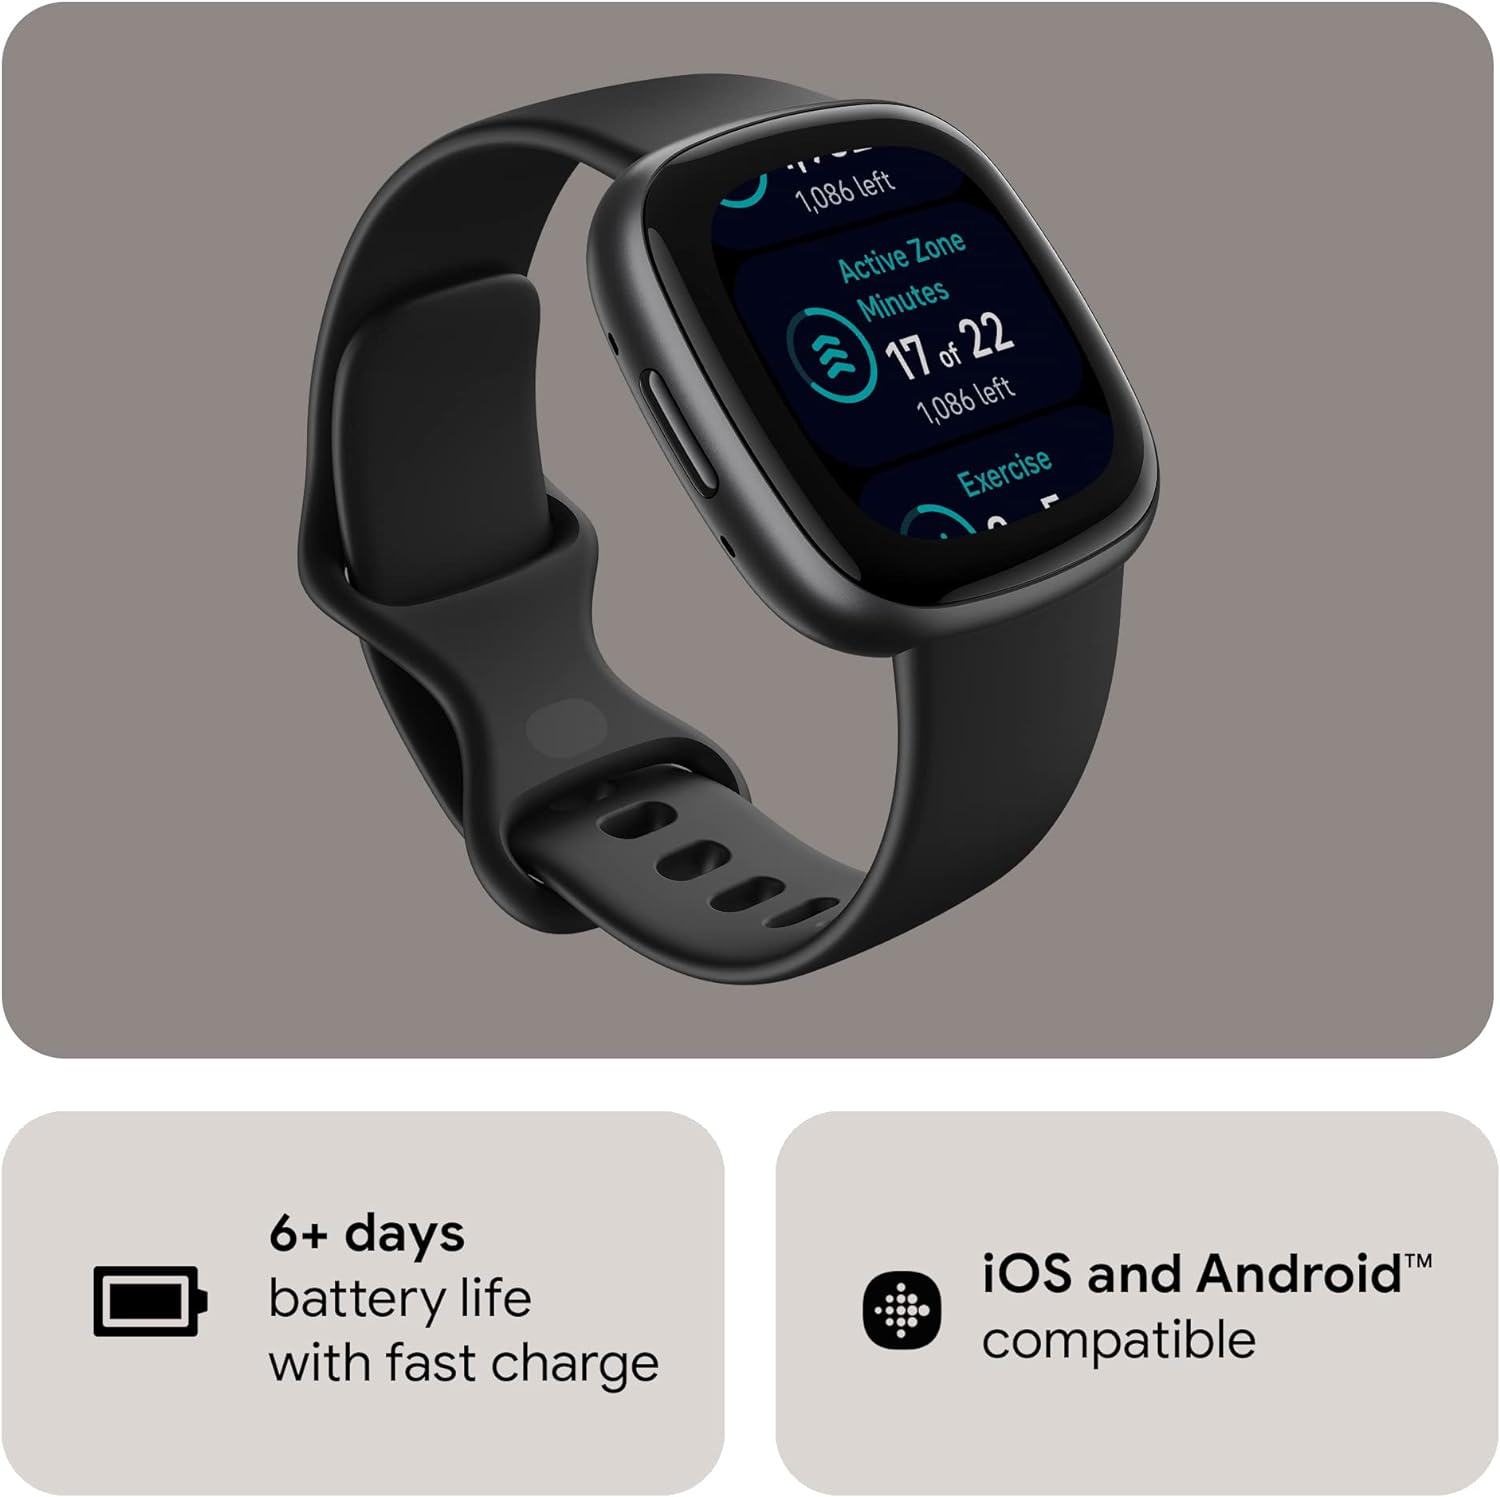 1,086 left
Active Zone
Minutes
17 of 22
1,086 left
Exercise
6+ days
battery life
with fast charge
iOS and Android™
compatible